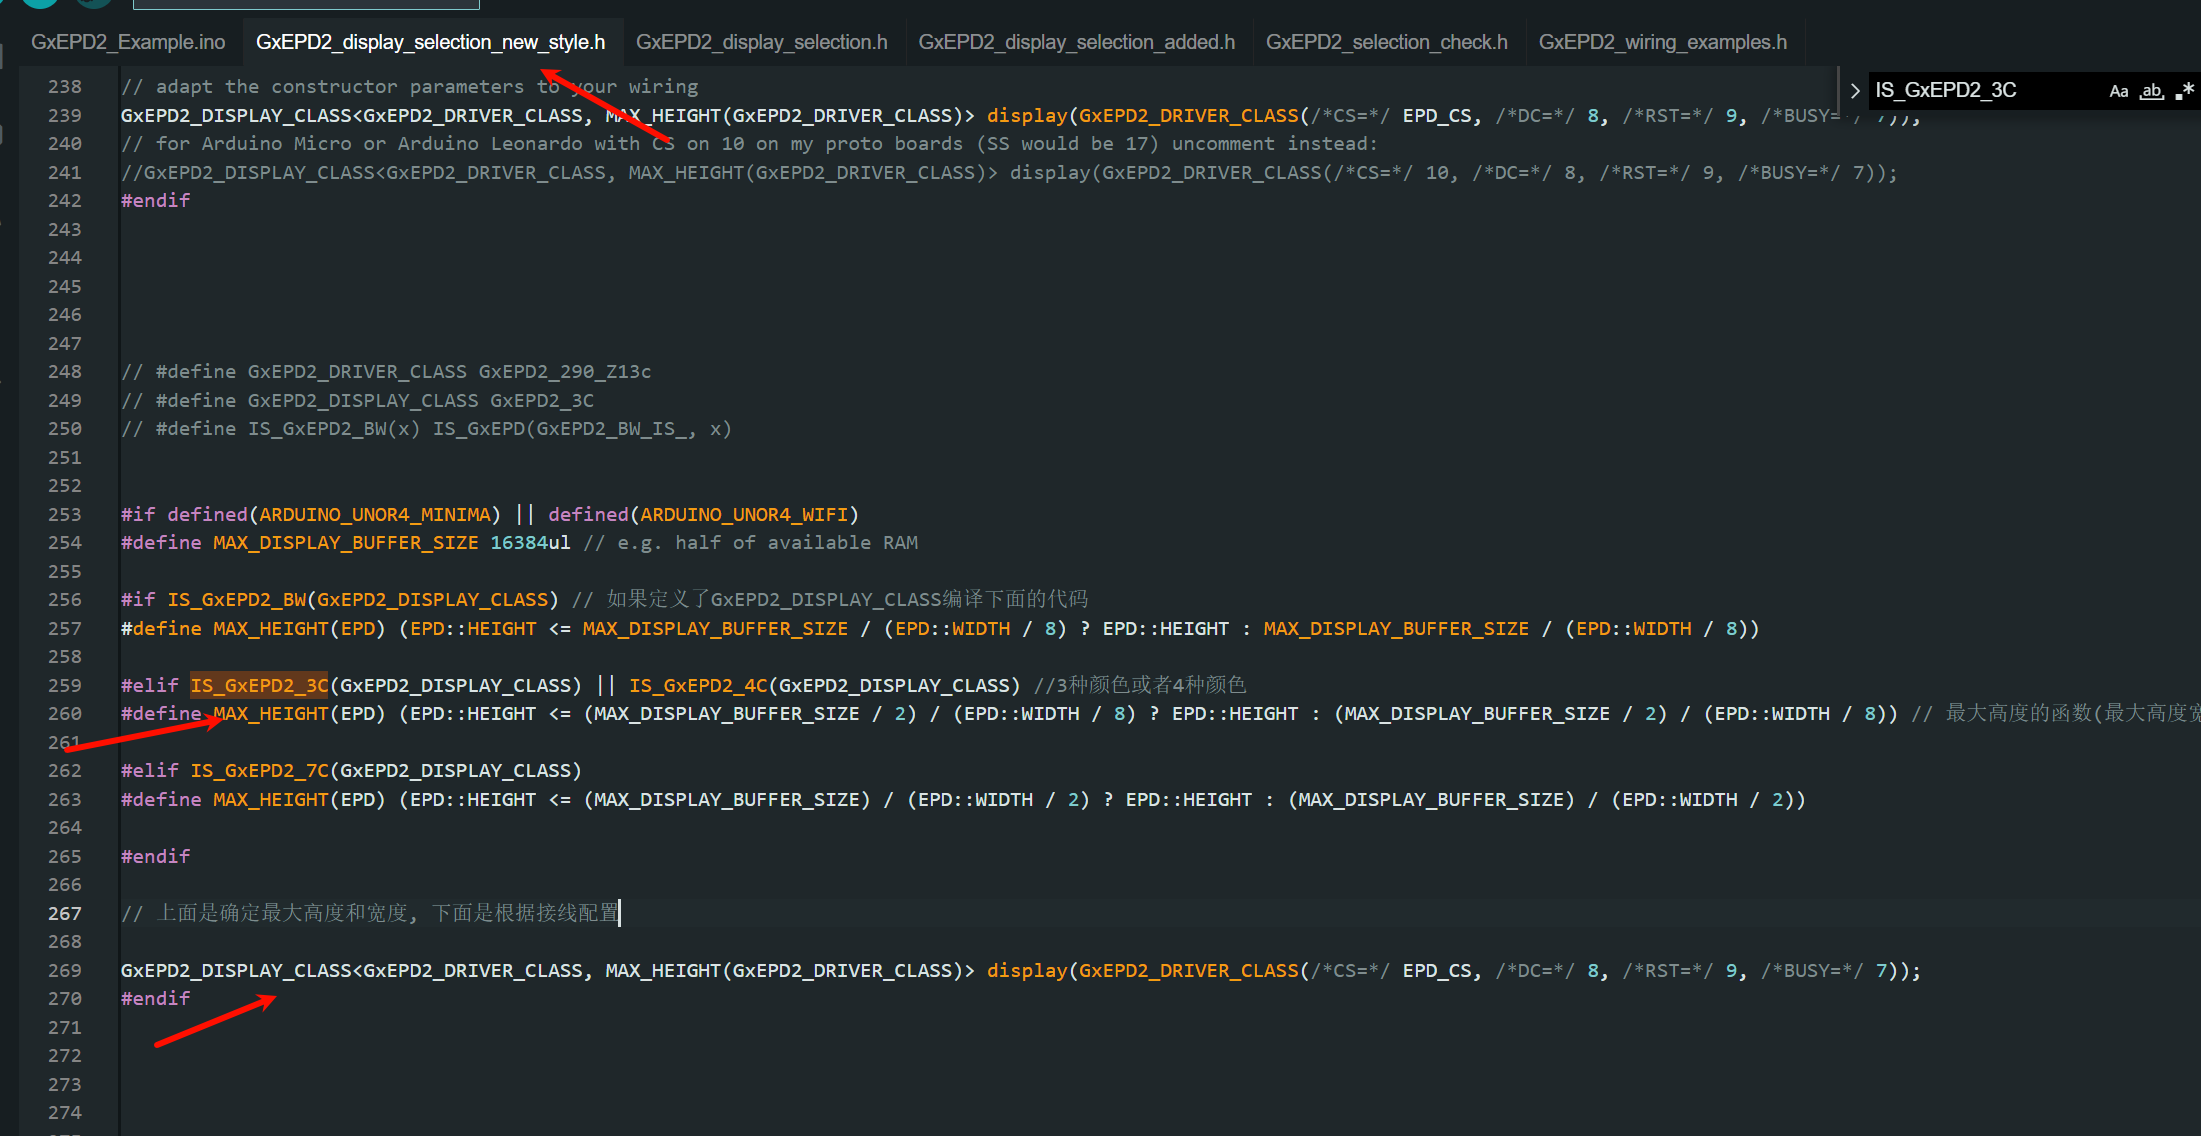 GxEPD2_Example.ino GxEPD2_display_selection_new_style.h GxEPD2_display_selection.h GxEPD2_display_selection_added.h GxEPD2_selection_check.h GxEPD2_wiring_examples.h
IS_GxEPD2_3C Aa ab .*
238 // adapt the constructor parameters to your wiring
239 GxEPD2_DISPLAY_CLASS<GxEPD2_DRIVER_CLASS, MAX_HEIGHT(GxEPD2_DRIVER_CLASS)> display(GxEPD2_DRIVER_CLASS(/*CS=*/ EPD_CS, /*DC=*/ 8, /*RST=*/ 9, /*BUSY=*/ 7));
240 // for Arduino Micro or Arduino Leonardo with CS on 10 on my proto boards (SS would be 17) uncomment instead:
241 //GxEPD2_DISPLAY_CLASS<GxEPD2_DRIVER_CLASS, MAX_HEIGHT(GxEPD2_DRIVER_CLASS)> display(GxEPD2_DRIVER_CLASS(/*CS=*/ 10, /*DC=*/ 8, /*RST=*/ 9, /*BUSY=*/ 7));
242 #endif
243
244
245
246
247
248 // #define GxEPD2_DRIVER_CLASS GxEPD2_290_Z13c
249 // #define GxEPD2_DISPLAY_CLASS GxEPD2_3C
250 // #define IS_GxEPD2_BW(x) IS_GxEPD(GxEPD2_BW_IS_, x)
251
252
253 #if defined(ARDUINO_UNOR4_MINIMA) || defined(ARDUINO_UNOR4_WIFI)
254 #define MAX_DISPLAY_BUFFER_SIZE 16384ul // e.g. half of available RAM
255
256 #if IS_GxEPD2_BW(GxEPD2_DISPLAY_CLASS) // 如果定义了GxEPD2_DISPLAY_CLASS编译下面的代码
257 #define MAX_HEIGHT(EPD) (EPD::HEIGHT <= MAX_DISPLAY_BUFFER_SIZE / (EPD::WIDTH / 8) ? EPD::HEIGHT : MAX_DISPLAY_BUFFER_SIZE / (EPD::WIDTH / 8))
258
259 #elif IS_GxEPD2_3C(GxEPD2_DISPLAY_CLASS) || IS_GxEPD2_4C(GxEPD2_DISPLAY_CLASS) //3种颜色或者4种颜色
260 #define MAX_HEIGHT(EPD) (EPD::HEIGHT <= (MAX_DISPLAY_BUFFER_SIZE / 2) / (EPD::WIDTH / 8) ? EPD::HEIGHT : (MAX_DISPLAY_BUFFER_SIZE / 2) / (EPD::WIDTH / 8)) // 最大高度的函数(最大高度宽
261
262 #elif IS_GxEPD2_7C(GxEPD2_DISPLAY_CLASS)
263 #define MAX_HEIGHT(EPD) (EPD::HEIGHT <= (MAX_DISPLAY_BUFFER_SIZE) / (EPD::WIDTH / 2) ? EPD::HEIGHT : (MAX_DISPLAY_BUFFER_SIZE) / (EPD::WIDTH / 2))
264
265 #endif
266
267 // 上面是确定最大高度和宽度, 下面是根据接线配置
268
269 GxEPD2_DISPLAY_CLASS<GxEPD2_DRIVER_CLASS, MAX_HEIGHT(GxEPD2_DRIVER_CLASS)> display(GxEPD2_DRIVER_CLASS(/*CS=*/ EPD_CS, /*DC=*/ 8, /*RST=*/ 9, /*BUSY=*/ 7));
270 #endif
271
272
273
274